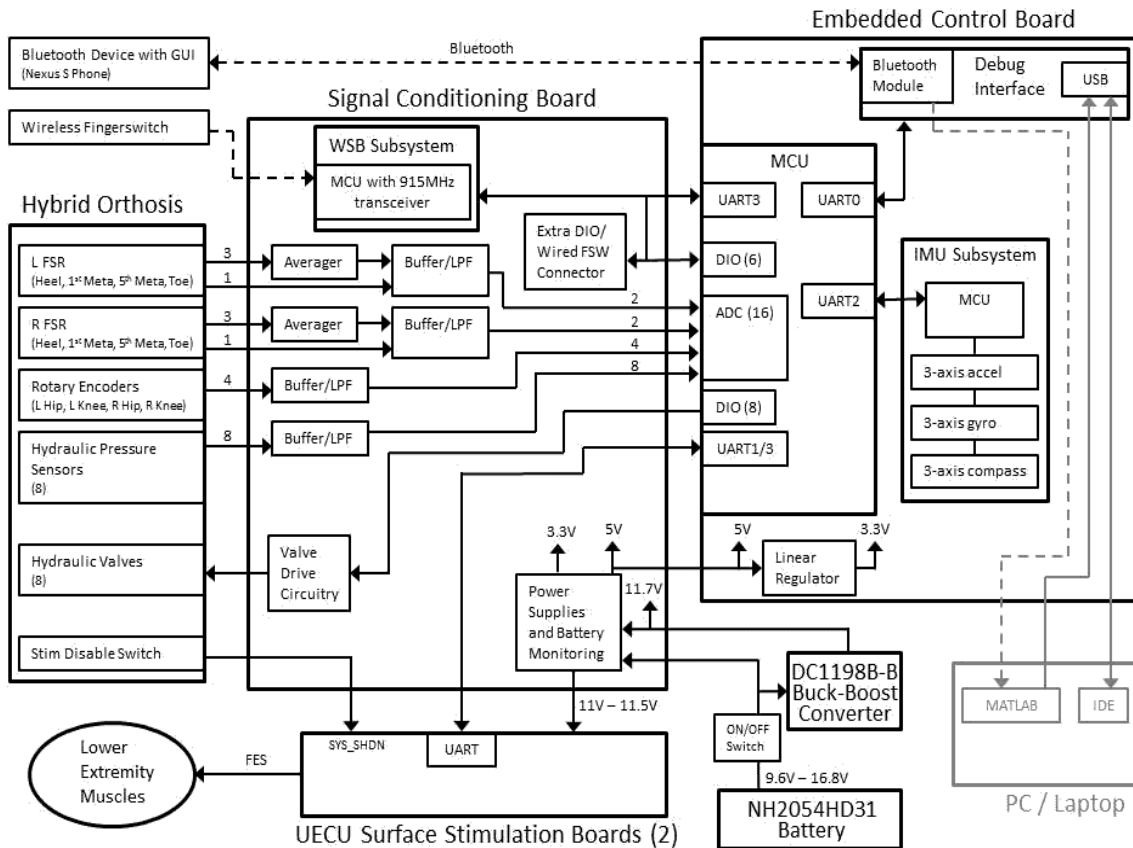 Embedded Control Board
Bluetooth Device with GUI
(Nexus S Phone)
Bluetooth
Bluetooth
Module
Debug
Interface
USB
Wireless Fingerswitch
Signal Conditioning Board
WSB Subsystem
MCU with 915MHz
transceiver
MCU
UART3
UART0
Hybrid Orthosis
L FSR
(Heel, 1st Meta, 5th Meta, Toe)
3
1
Averager
Buffer/LPF
Extra DIO/
Wired FSW
Connector
DIO (6)
IMU Subsystem
MCU
UART2
R FSR
(Heel, 1st Meta, 5th Meta, Toe)
3
1
Averager
Buffer/LPF
2
2
4
8
ADC (16)
3-axis accel
Rotary Encoders
(L Hip, L Knee, R Hip, R Knee)
4
Buffer/LPF
DIO (8)
3-axis gyro
Hydraulic Pressure
Sensors
(8)
8
Buffer/LPF
UART1/3
3-axis compass
3.3V
5V
5V
3.3V
Hydraulic Valves
(8)
Valve
Drive
Circuitry
Power
Supplies
and Battery
Monitoring
11.7V
Linear
Regulator
Stim Disable Switch
DC1198B-B
Buck-Boost
Converter
MATLAB
IDE
11V – 11.5V
ON/OFF
Switch
Lower
Extremity
Muscles
FES
SYS_SHDN
UART
9.6V – 16.8V
PC / Laptop
NH2054HD31
Battery
UECU Surface Stimulation Boards (2)